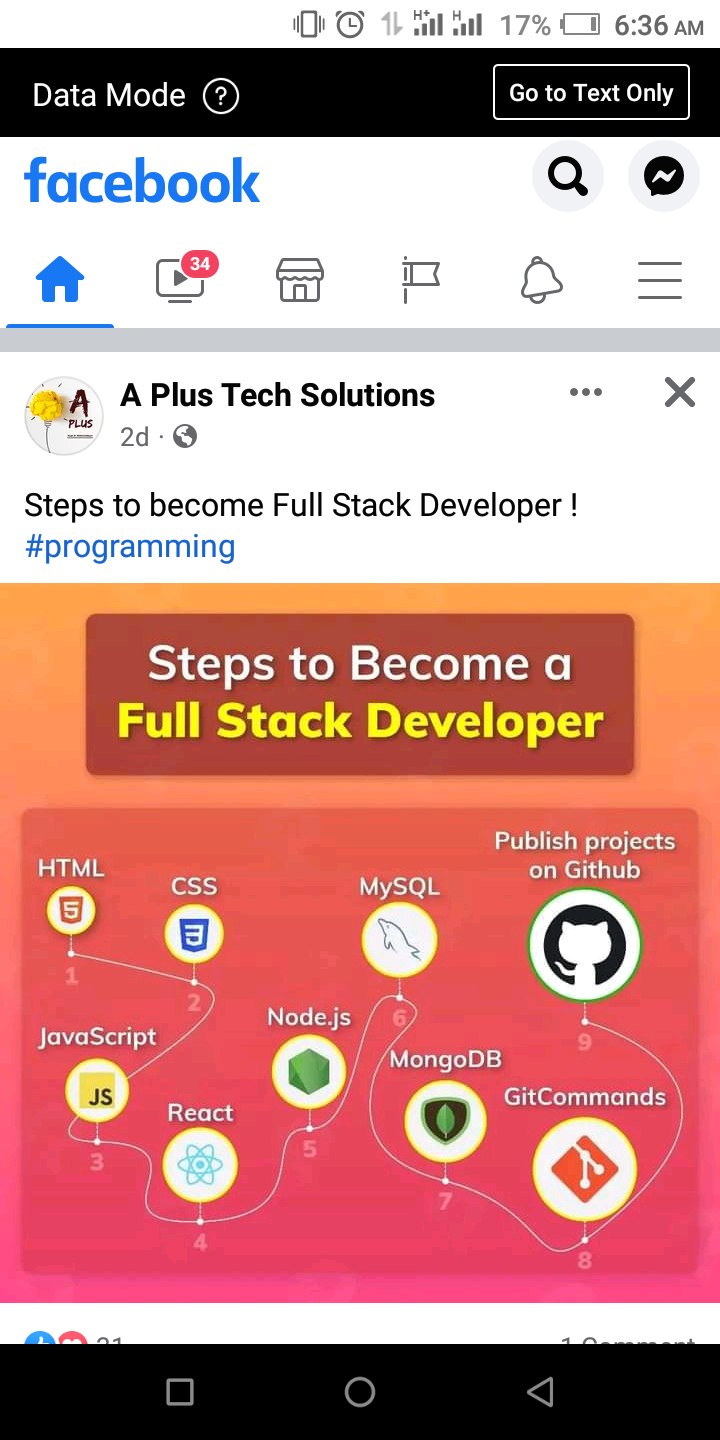 H+ H 17% 6:36 AM
Data Mode ? Go to Text Only
facebook
34
A Plus Tech Solutions
A
PLUS
2d ·
Steps to become Full Stack Developer !
#programming
Steps to Become a
Full Stack Developer
HTML
1
CSS
2
JavaScript
JS
3
React
4
Node.js
5
MySQL
6
MongoDB
7
GitCommands
8
Publish projects
on Github
9